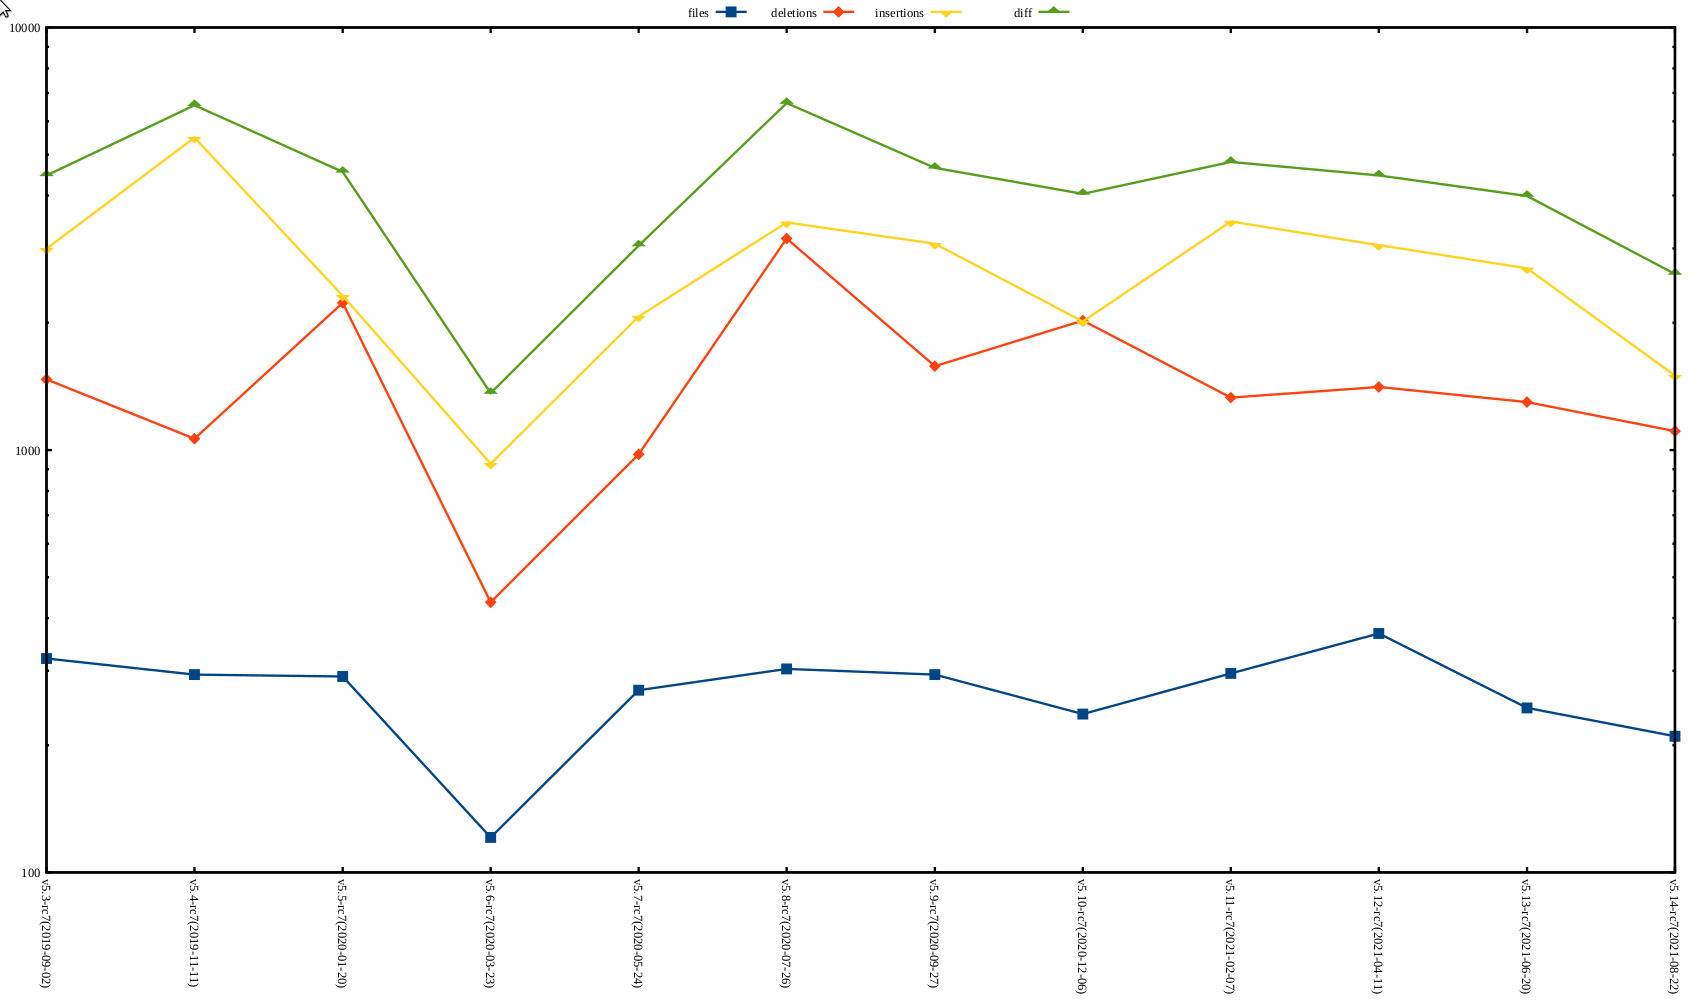 files deletions insertions diff
10000
1000
100
v5.3-rc7(2019-09-02)
v5.4-rc7(2019-11-11)
v5.5-rc7(2020-01-20)
v5.6-rc7(2020-03-23)
v5.7-rc7(2020-05-24)
v5.8-rc7(2020-07-26)
v5.9-rc7(2020-09-27)
v5.10-rc7(2020-12-06)
v5.11-rc7(2021-02-07)
v5.12-rc7(2021-04-11)
v5.13-rc7(2021-06-20)
v5.14-rc7(2021-08-22)